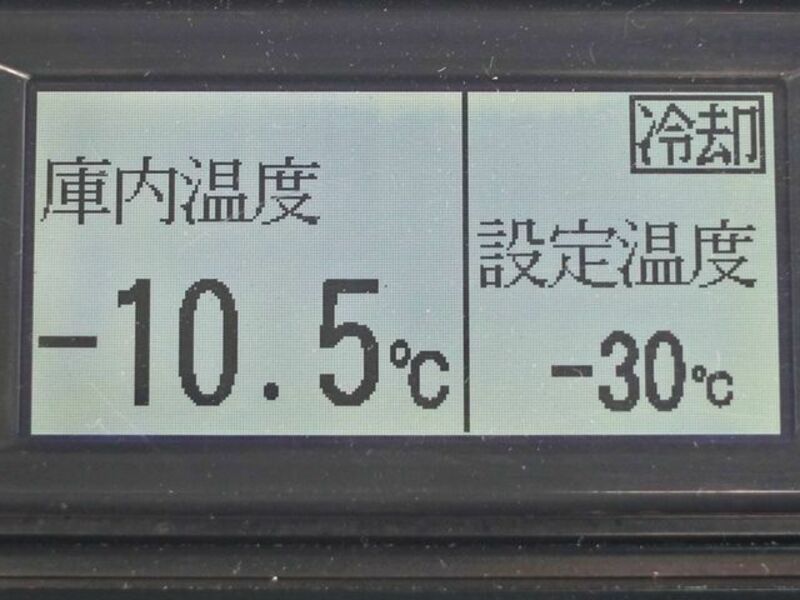 庫内温度
-10.5℃
冷却
設定温度
-30℃